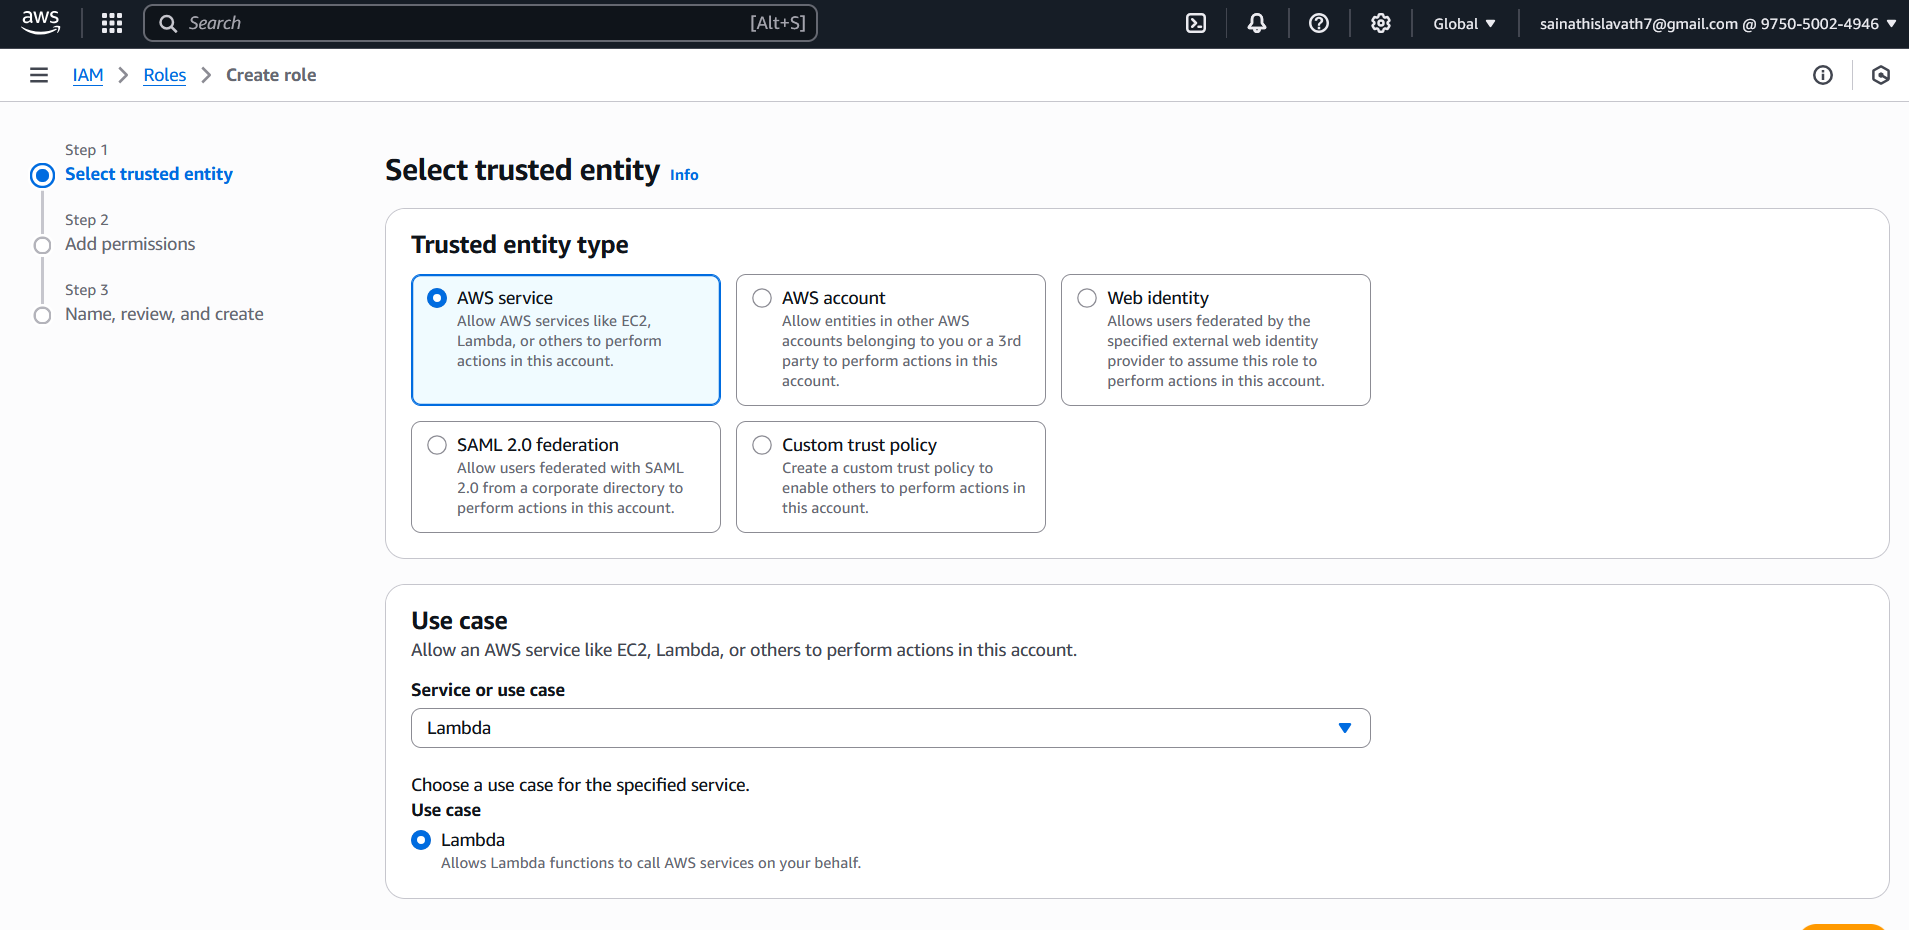 aws
Search [Alt+S]
Global
sainathislavath7@gmail.com @ 9750-5002-4946
IAM > Roles > Create role
Step 1
Select trusted entity
Step 2
Add permissions
Step 3
Name, review, and create
Select trusted entity Info
Trusted entity type
AWS service
Allow AWS services like EC2,
Lambda, or others to perform
actions in this account.
AWS account
Allow entities in other AWS
accounts belonging to you or a 3rd
party to perform actions in this
account.
Web identity
Allows users federated by the
specified external web identity
provider to assume this role to
perform actions in this account.
SAML 2.0 federation
Allow users federated with SAML
2.0 from a corporate directory to
perform actions in this account.
Custom trust policy
Create a custom trust policy to
enable others to perform actions in
this account.
Use case
Allow an AWS service like EC2, Lambda, or others to perform actions in this account.
Service or use case
Lambda
Choose a use case for the specified service.
Use case
Lambda
Allows Lambda functions to call AWS services on your behalf.